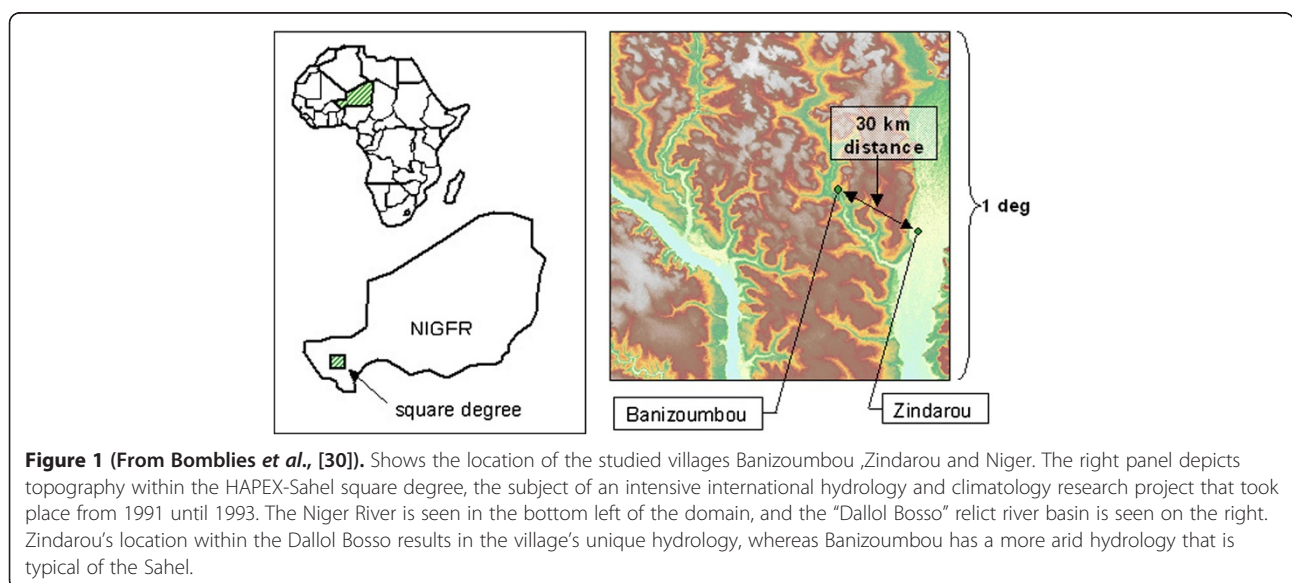 NIGFR
square degree
30 km
distance
1 deg
Banizoumbou
Zindarou
Figure 1 (From Bomblies et al., [30]). Shows the location of the studied villages Banizoumbou ,Zindarou and Niger. The right panel depicts
topography within the HAPEX-Sahel square degree, the subject of an intensive international hydrology and climatology research project that took
place from 1991 until 1993. The Niger River is seen in the bottom left of the domain, and the “Dallol Bosso” relict river basin is seen on the right.
Zindarou’s location within the Dallol Bosso results in the village’s unique hydrology, whereas Banizoumbou has a more arid hydrology that is
typical of the Sahel.